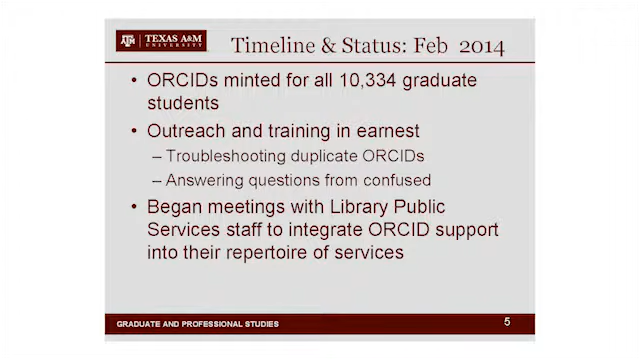 TEXAS A&M
UNIVERSITY
Timeline & Status: Feb 2014
• ORCIDs minted for all 10,334 graduate
students
• Outreach and training in earnest
– Troubleshooting duplicate ORCIDs
– Answering questions from confused
• Began meetings with Library Public
Services staff to integrate ORCID support
into their repertoire of services
GRADUATE AND PROFESSIONAL STUDIES
5